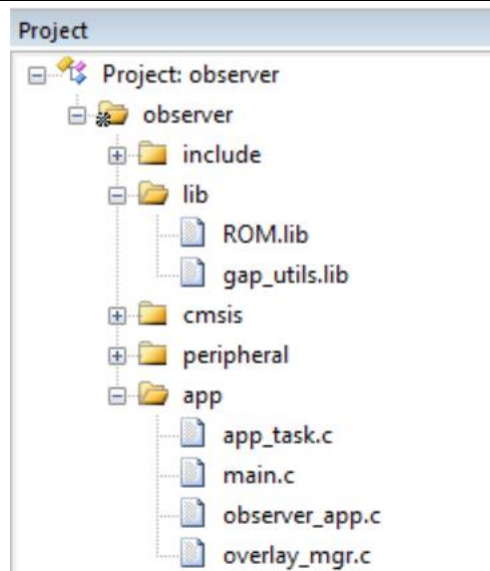 Project
Project: observer
observer
include
lib
ROM.lib
gap_utils.lib
cmsis
peripheral
app
app_task.c
main.c
observer_app.c
overlay_mgr.c